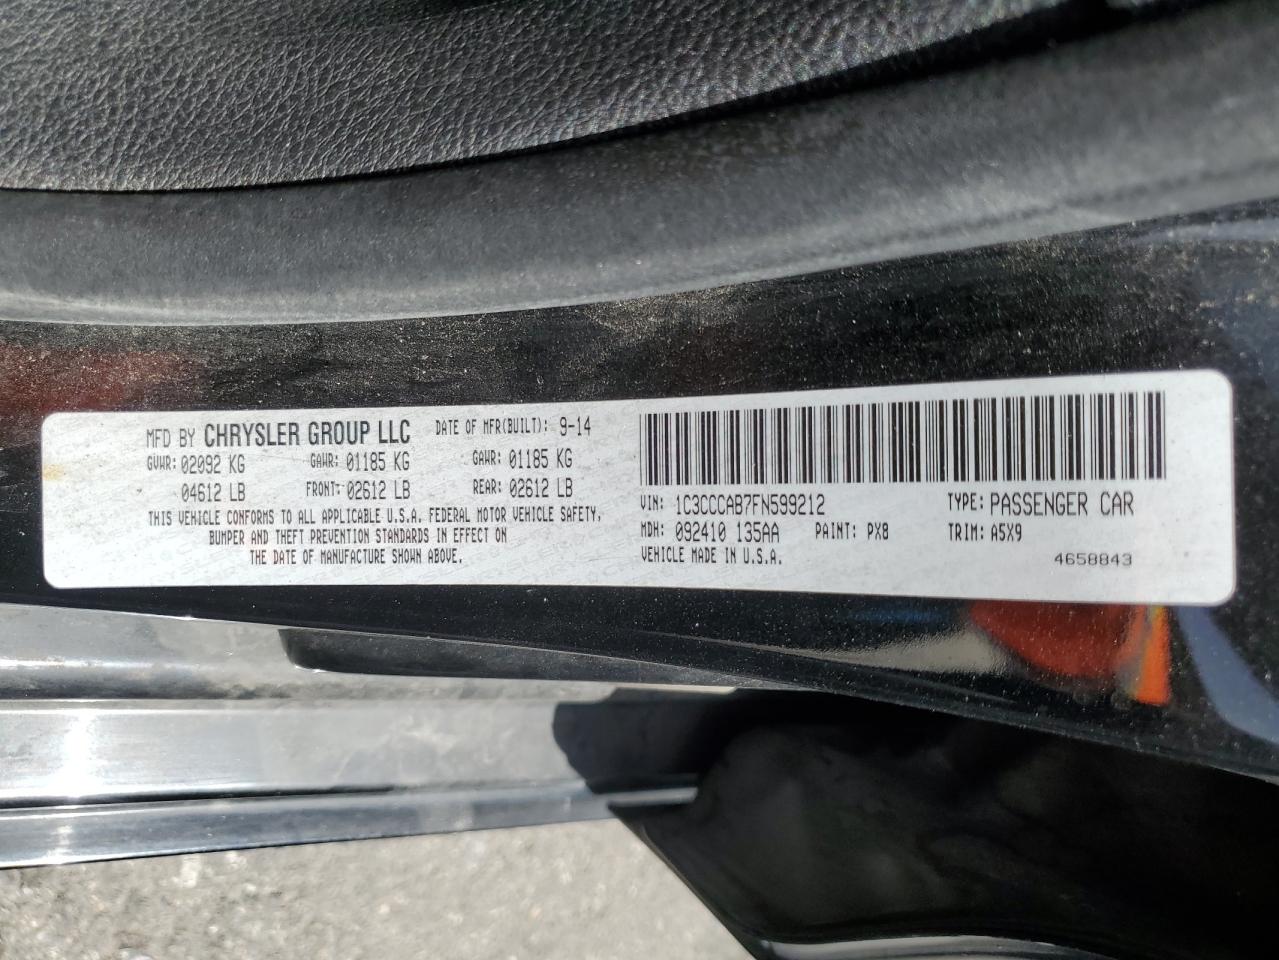 MFD BY CHRYSLER GROUP LLC DATE OF MFR(BUILT): 9-14
GVWR: 02092 KG GAWR: 01185 KG GAWR: 01185 KG
04612 LB FRONT: 02612 LB REAR: 02612 LB
THIS VEHICLE CONFORMS TO ALL APPLICABLE U.S.A. FEDERAL MOTOR VEHICLE SAFETY,
BUMPER AND THEFT PREVENTION STANDARDS IN EFFECT ON
THE DATE OF MANUFACTURE SHOWN ABOVE.
VIN: 1C3CCCAB7FN599212 TYPE: PASSENGER CAR
MDH: 092410 135AA PAINT: PX8 TRIM: A5X9
VEHICLE MADE IN U.S.A. 4658843